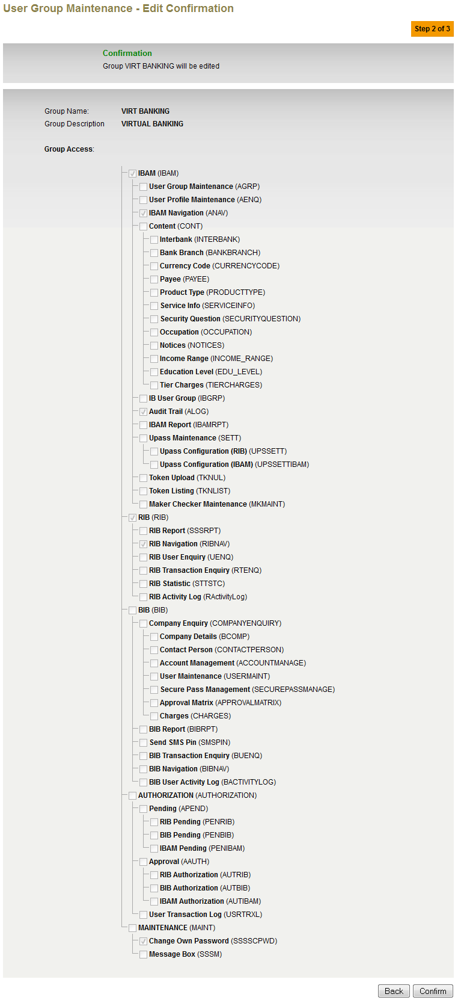 User Group Maintenance - Edit Confirmation
Step 2 of 3
Confirmation
Group VIRT BANKING will be edited
Group Name: VIRT BANKING
Group Description VIRTUAL BANKING
Group Access:
IBAM (IBAM)
User Group Maintenance (AGRP)
User Profile Maintenance (AENQ)
IBAM Navigation (ANAV)
Content (CONT)
Interbank (INTERBANK)
Bank Branch (BANKBRANCH)
Currency Code (CURRENCYCODE)
Payee (PAYEE)
Product Type (PRODUCTTYPE)
Service Info (SERVICEINFO)
Security Question (SECURITYQUESTION)
Occupation (OCCUPATION)
Notices (NOTICES)
Income Range (INCOME_RANGE)
Education Level (EDU_LEVEL)
Tier Charges (TIERCHARGES)
IB User Group (IBGRP)
Audit Trail (ALOG)
IBAM Report (IBAMRPT)
Upass Maintenance (SETT)
Upass Configuration (RIB) (UPSSETT)
Upass Configuration (IBAM) (UPSSETTIBAM)
Token Upload (TKNUL)
Token Listing (TKNLIST)
Maker Checker Maintenance (MKMAINT)
RIB (RIB)
RIB Report (SSSRPT)
RIB Navigation (RIBNAV)
RIB User Enquiry (UENQ)
RIB Transaction Enquiry (RTENQ)
RIB Statistic (STTSTC)
RIB Activity Log (RActivityLog)
BIB (BIB)
Company Enquiry (COMPANYENQUIRY)
Company Details (BCOMP)
Contact Person (CONTACTPERSON)
Account Management (ACCOUNTMANAGE)
User Maintenance (USERMAINT)
Secure Pass Management (SECUREPASSMANAGE)
Approval Matrix (APPROVALMATRIX)
Charges (CHARGES)
BIB Report (BIBRPT)
Send SMS Pin (SMSPIN)
BIB Transaction Enquiry (BUENQ)
BIB Navigation (BIBNAV)
BIB User Activity Log (BACTIVITYLOG)
AUTHORIZATION (AUTHORIZATION)
Pending (APEND)
RIB Pending (PENRIB)
BIB Pending (PENBIB)
IBAM Pending (PENIBAM)
Approval (AAUTH)
RIB Authorization (AUTRIB)
BIB Authorization (AUTBIB)
IBAM Authorization (AUTIBAM)
User Transaction Log (USRTRXL)
MAINTENANCE (MAINT)
Change Own Password (SSSSCPWD)
Message Box (SSSM)
Back Confirm